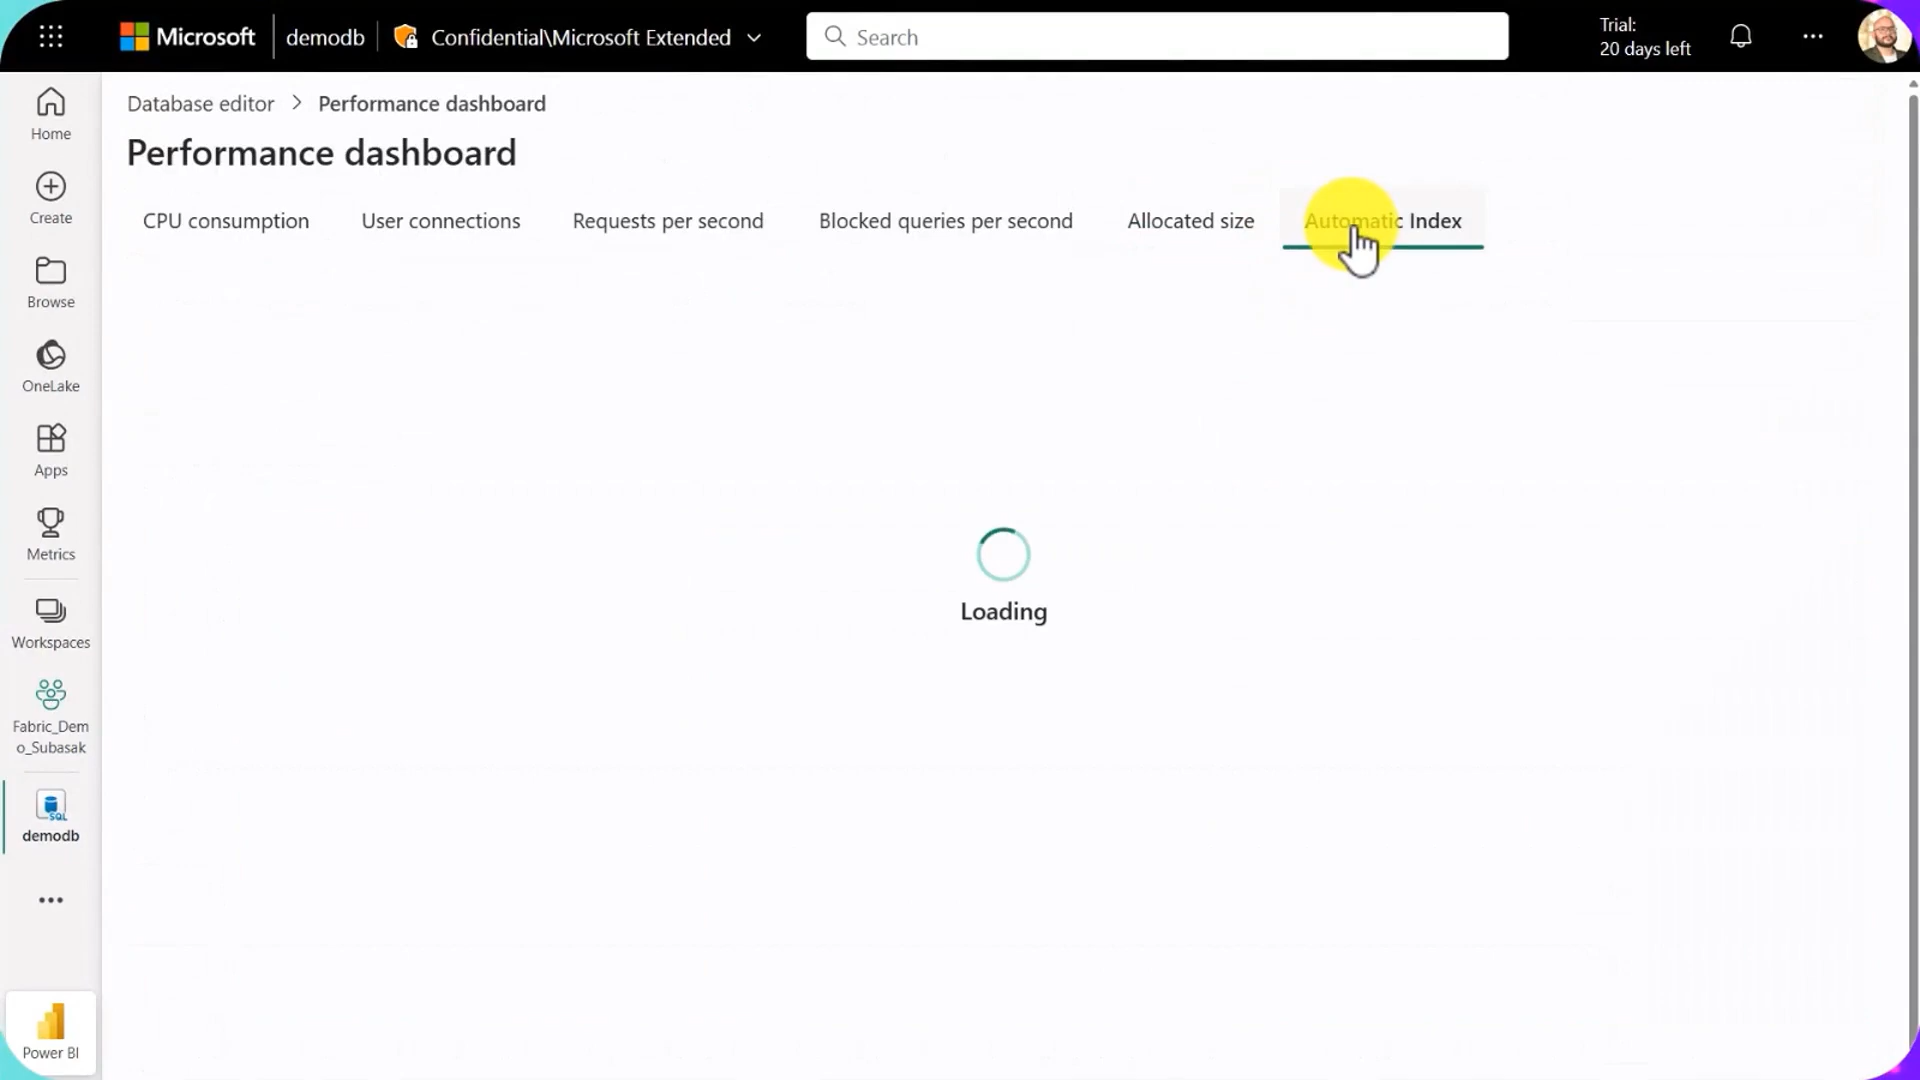 Microsoft
demodb
Confidential\Microsoft Extended
Search
Trial:
20 days left
Home
Create
Browse
OneLake
Apps
Metrics
Workspaces
Fabric_Dem
o_Subasak
SQL
demodb
Power BI
Database editor
Performance dashboard
Performance dashboard
CPU consumption
User connections
Requests per second
Blocked queries per second
Allocated size
Automatic Index
Loading